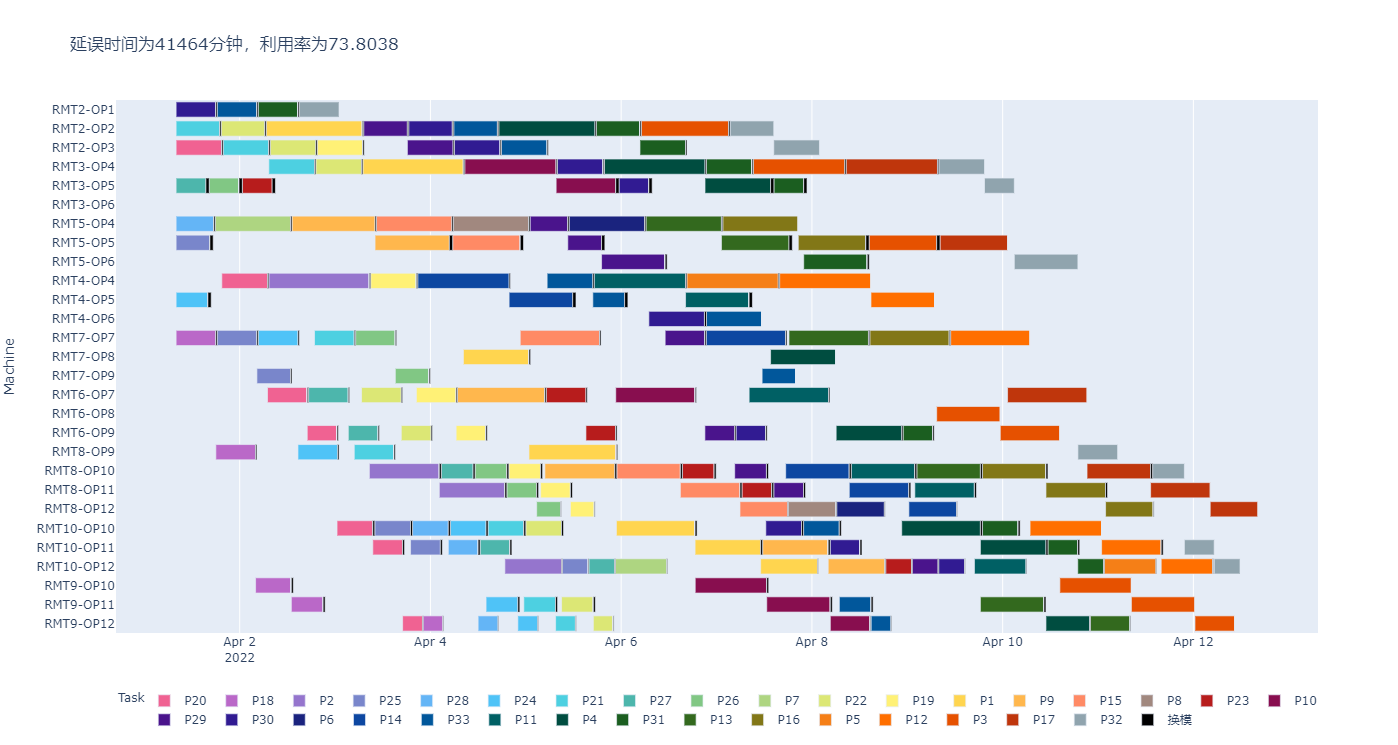 延误时间为41464分钟，利用率为73.8038
Machine
RMT2-OP1
RMT2-OP2
RMT2-OP3
RMT3-OP4
RMT3-OP5
RMT3-OP6
RMT5-OP4
RMT5-OP5
RMT5-OP6
RMT4-OP4
RMT4-OP5
RMT4-OP6
RMT7-OP7
RMT7-OP8
RMT7-OP9
RMT6-OP7
RMT6-OP8
RMT6-OP9
RMT8-OP9
RMT8-OP10
RMT8-OP11
RMT8-OP12
RMT10-OP10
RMT10-OP11
RMT10-OP12
RMT9-OP10
RMT9-OP11
RMT9-OP12
Apr 2 Apr 4 Apr 6 Apr 8 Apr 10 Apr 12
2022
Task P20 P18 P2 P25 P28 P24 P21 P27 P26 P7 P22 P19 P1 P9 P15 P8 P23 P10
P29 P30 P6 P14 P33 P11 P4 P31 P13 P16 P5 P12 P3 P17 P32 换模